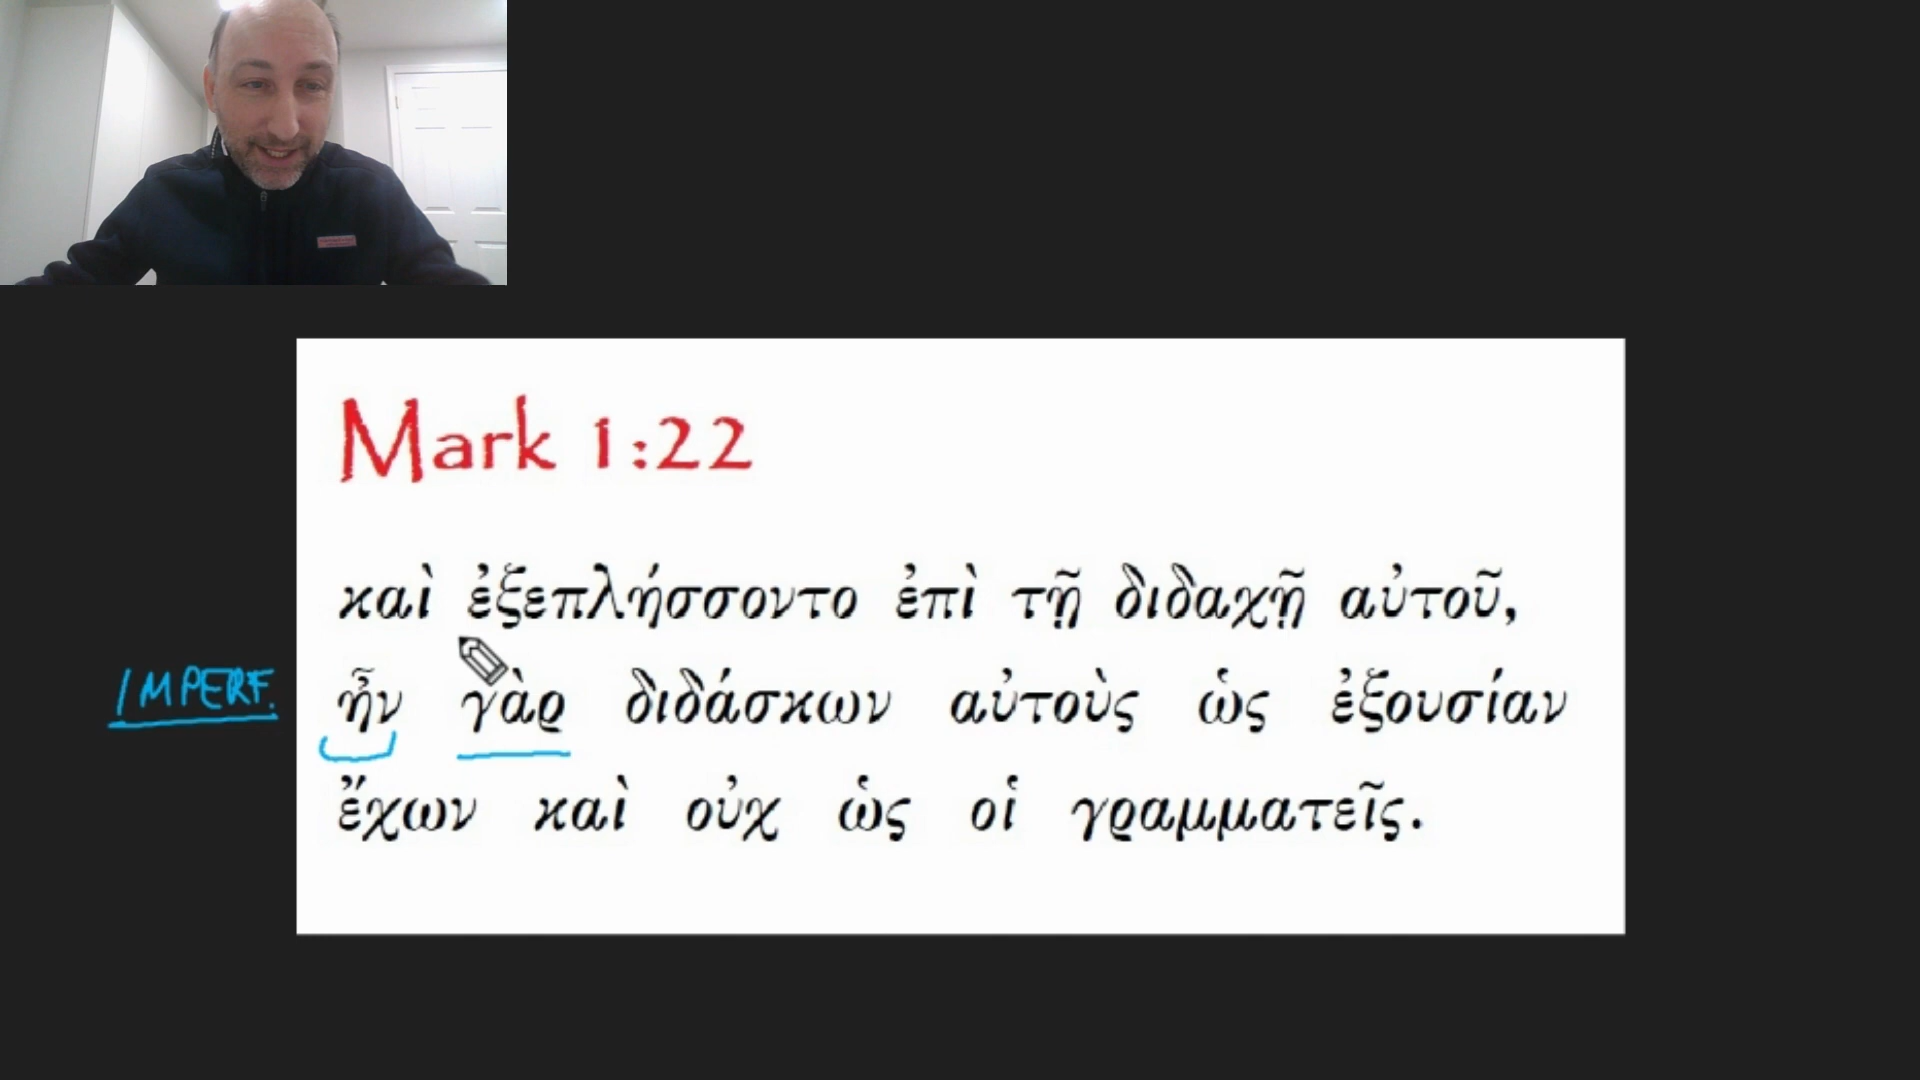 Mark 1:22
καὶ ἐξεπλήσσοντο ἐπὶ τῇ διδαχῇ αὐτοῦ,
IMPERF. ἦν γὰρ διδάσκων αὐτοὺς ὡς ἐξουσίαν
ἔχων καὶ οὐχ ὡς οἱ γραμματεῖς.